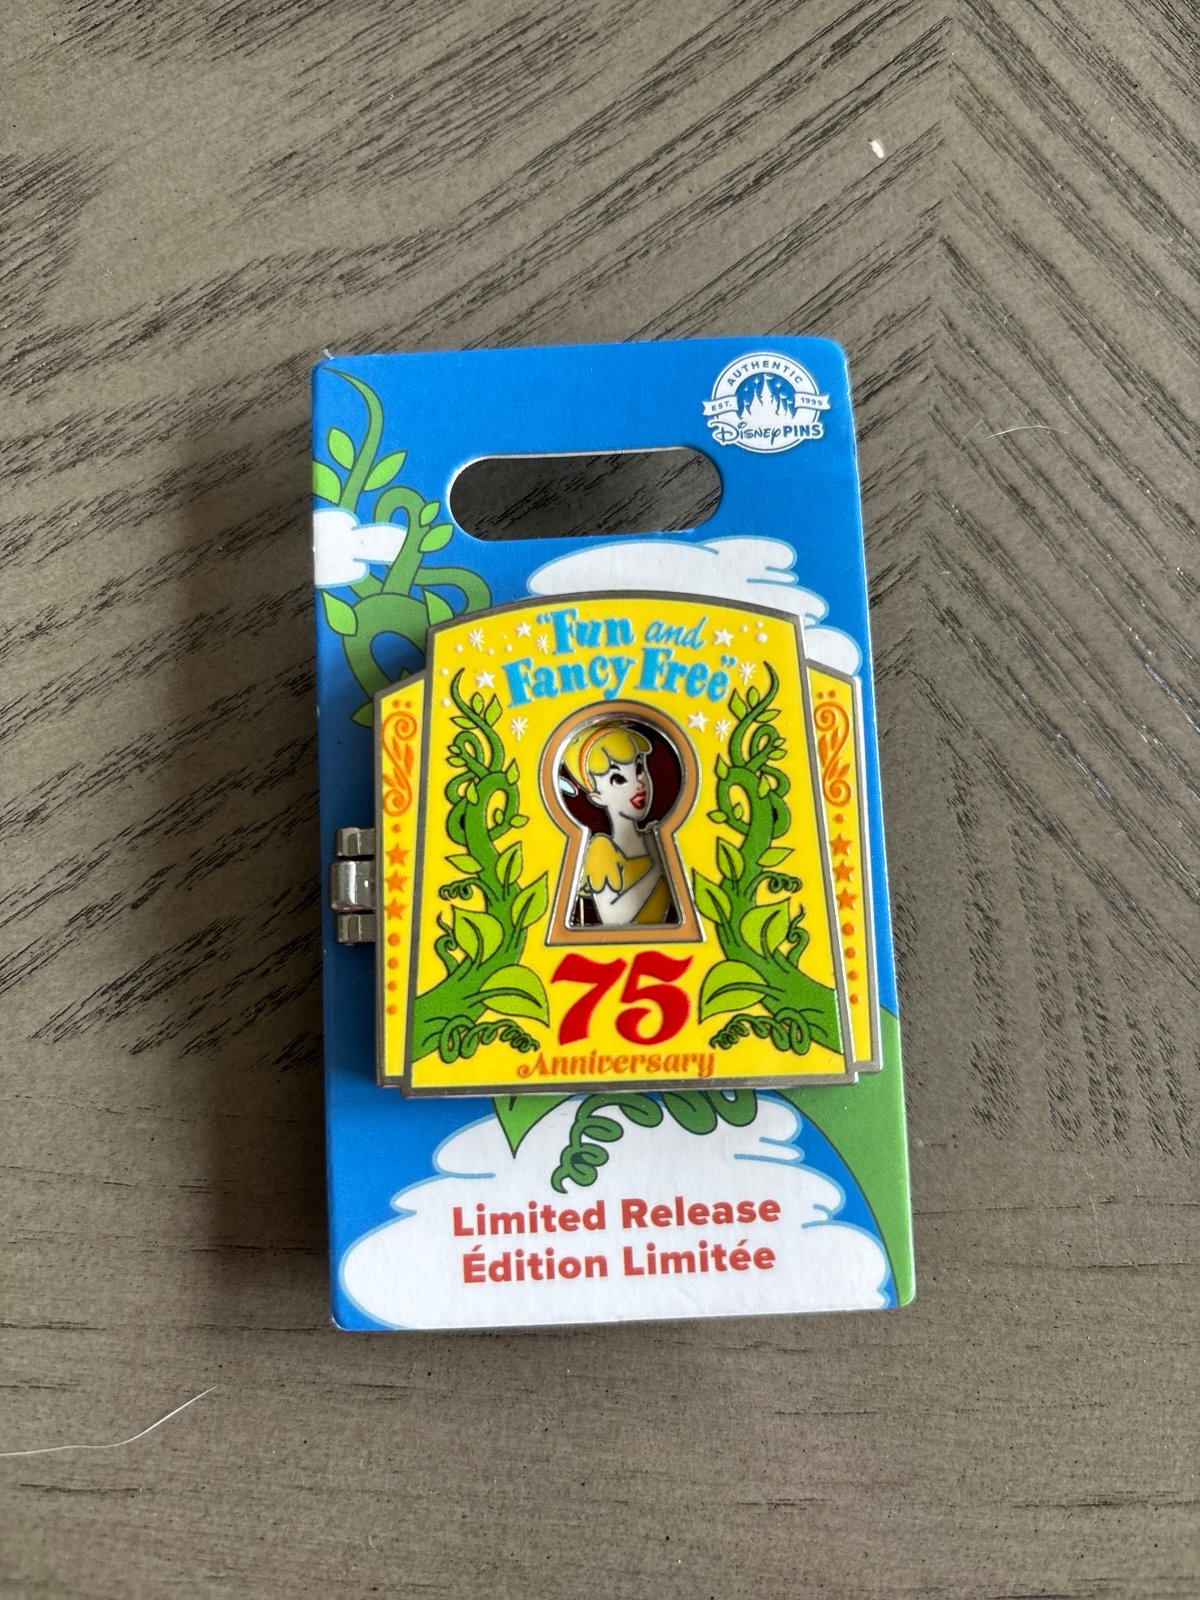 AUTHENTIC
EST. 1999
Disney PINS
"Fun and
Fancy Free"
75
Anniversary
Limited Release
Édition Limitée